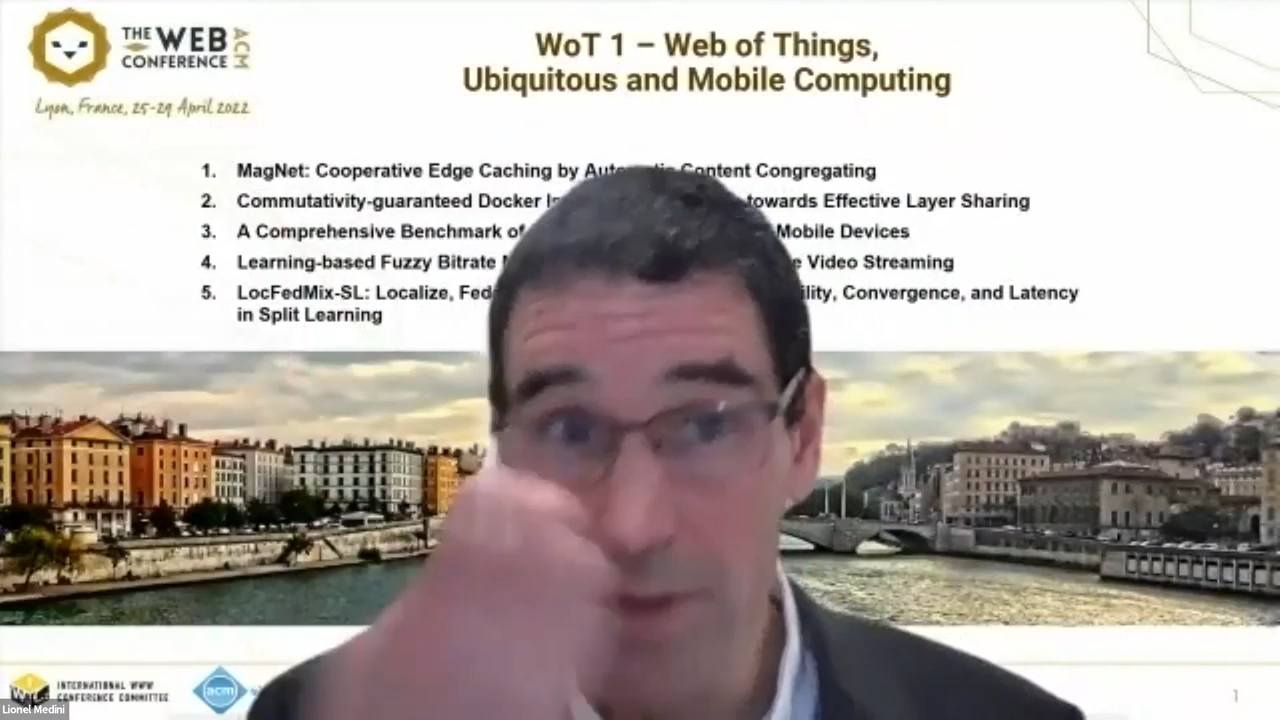 THE WEB
CONFERENCE
ACM
Lyon, France, 25-29 April 2022
WoT 1 – Web of Things,
Ubiquitous and Mobile Computing
1. MagNet: Cooperative Edge Caching by Content Congregating
2. Commutativity-guaranteed Docker towards Effective Layer Sharing
3. A Comprehensive Benchmark of Mobile Devices
4. Learning-based Fuzzy Bitrate Video Streaming
5. LocFedMix-SL: Localize, Convergence, and Latency
in Split Learning
INTERNATIONAL WWW
CONFERENCE COMMITTEE
acm
Lionel Medini
1